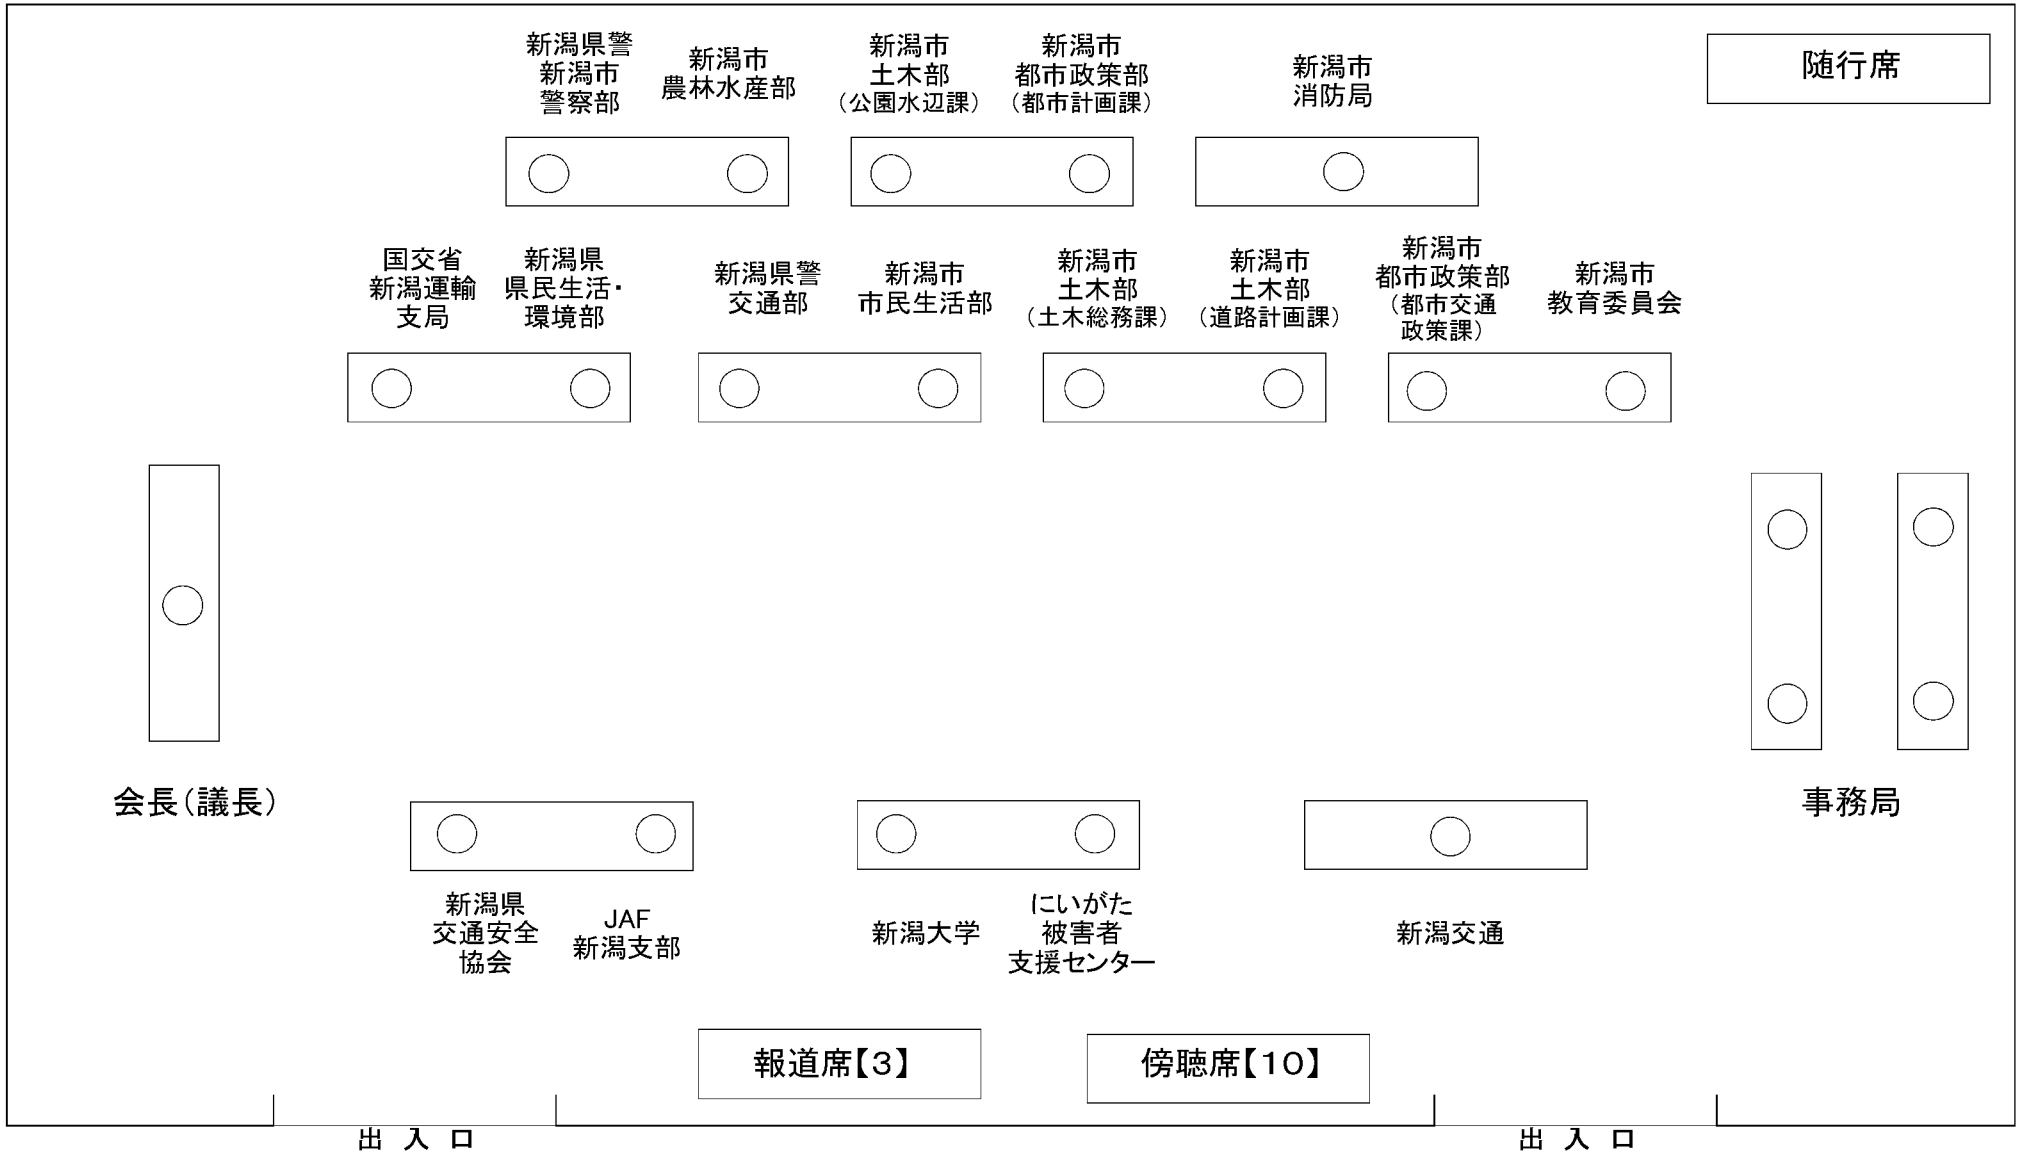 新潟県警
新潟市
警察部
新潟市
農林水産部
新潟市
土木部
（公園水辺課）
新潟市
都市政策部
（都市計画課）
新潟市
消防局
随行席
国交省
新潟運輸
支局
新潟県
県民生活・
環境部
新潟県警
交通部
新潟市
市民生活部
新潟市
土木部
（土木総務課）
新潟市
土木部
（道路計画課）
新潟市
都市政策部
（都市交通
政策課）
新潟市
教育委員会
会長（議長）
事務局
新潟県
交通安全
協会
JAF
新潟支部
新潟大学
にいがた
被害者
支援センター
新潟交通
報道席【３】
傍聴席【１０】
出　入　口
出　入　口